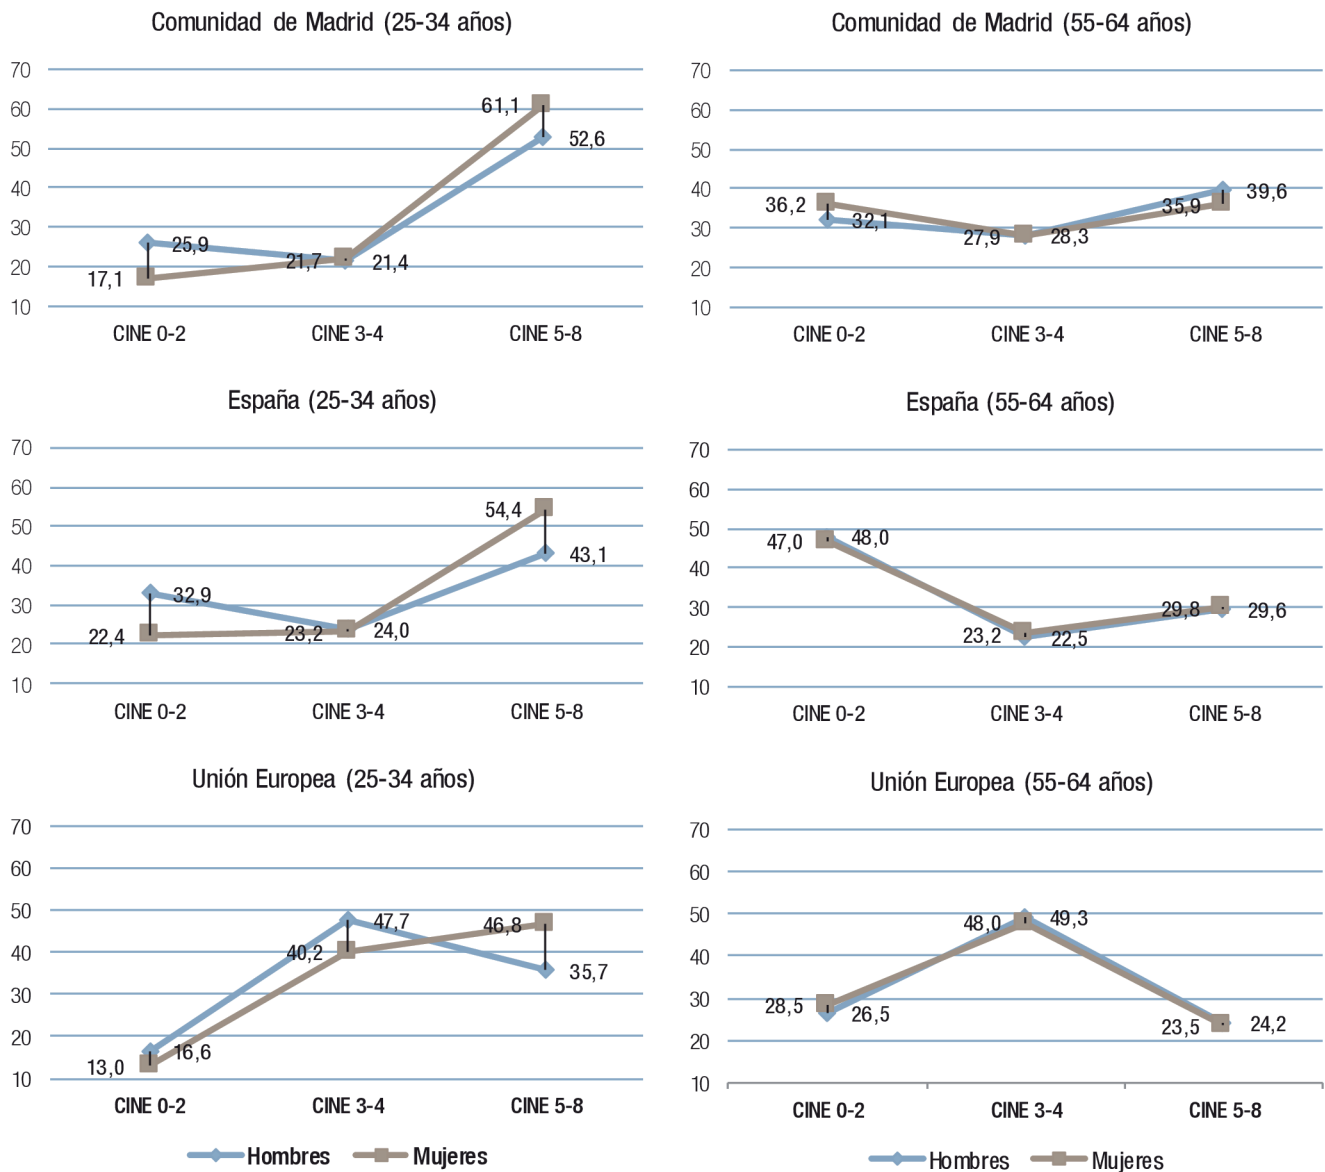 Comunidad de Madrid (25-34 años)
70
60
50
40
30
20
10
61,1
52,6
25,9
17,1
21,7
21,4
CINE 0-2
CINE 3-4
CINE 5-8
Comunidad de Madrid (55-64 años)
70
60
50
40
30
20
10
36,2
32,1
27,9
28,3
35,9
39,6
CINE 0-2
CINE 3-4
CINE 5-8
España (25-34 años)
70
60
50
40
30
20
10
32,9
22,4
23,2
24,0
54,4
43,1
CINE 0-2
CINE 3-4
CINE 5-8
España (55-64 años)
70
60
50
40
30
20
10
47,0
48,0
23,2
22,5
29,8
29,6
CINE 0-2
CINE 3-4
CINE 5-8
Unión Europea (25-34 años)
70
60
50
40
30
20
10
13,0
16,6
40,2
47,7
46,8
35,7
CINE 0-2
CINE 3-4
CINE 5-8
Hombres
Mujeres
Unión Europea (55-64 años)
70
60
50
40
30
20
10
28,5
26,5
48,0
49,3
23,5
24,2
CINE 0-2
CINE 3-4
CINE 5-8
Hombres
Mujeres